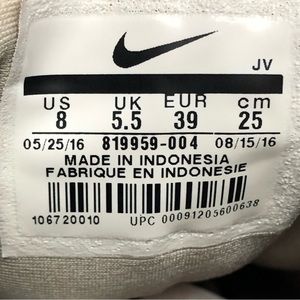 JV
US UK EUR cm
8 5.5 39 25
05/25/16 819959-004 08/15/16
MADE IN INDONESIA
FABRIQUE EN INDONESIE
106720010
UPC 00091205600638